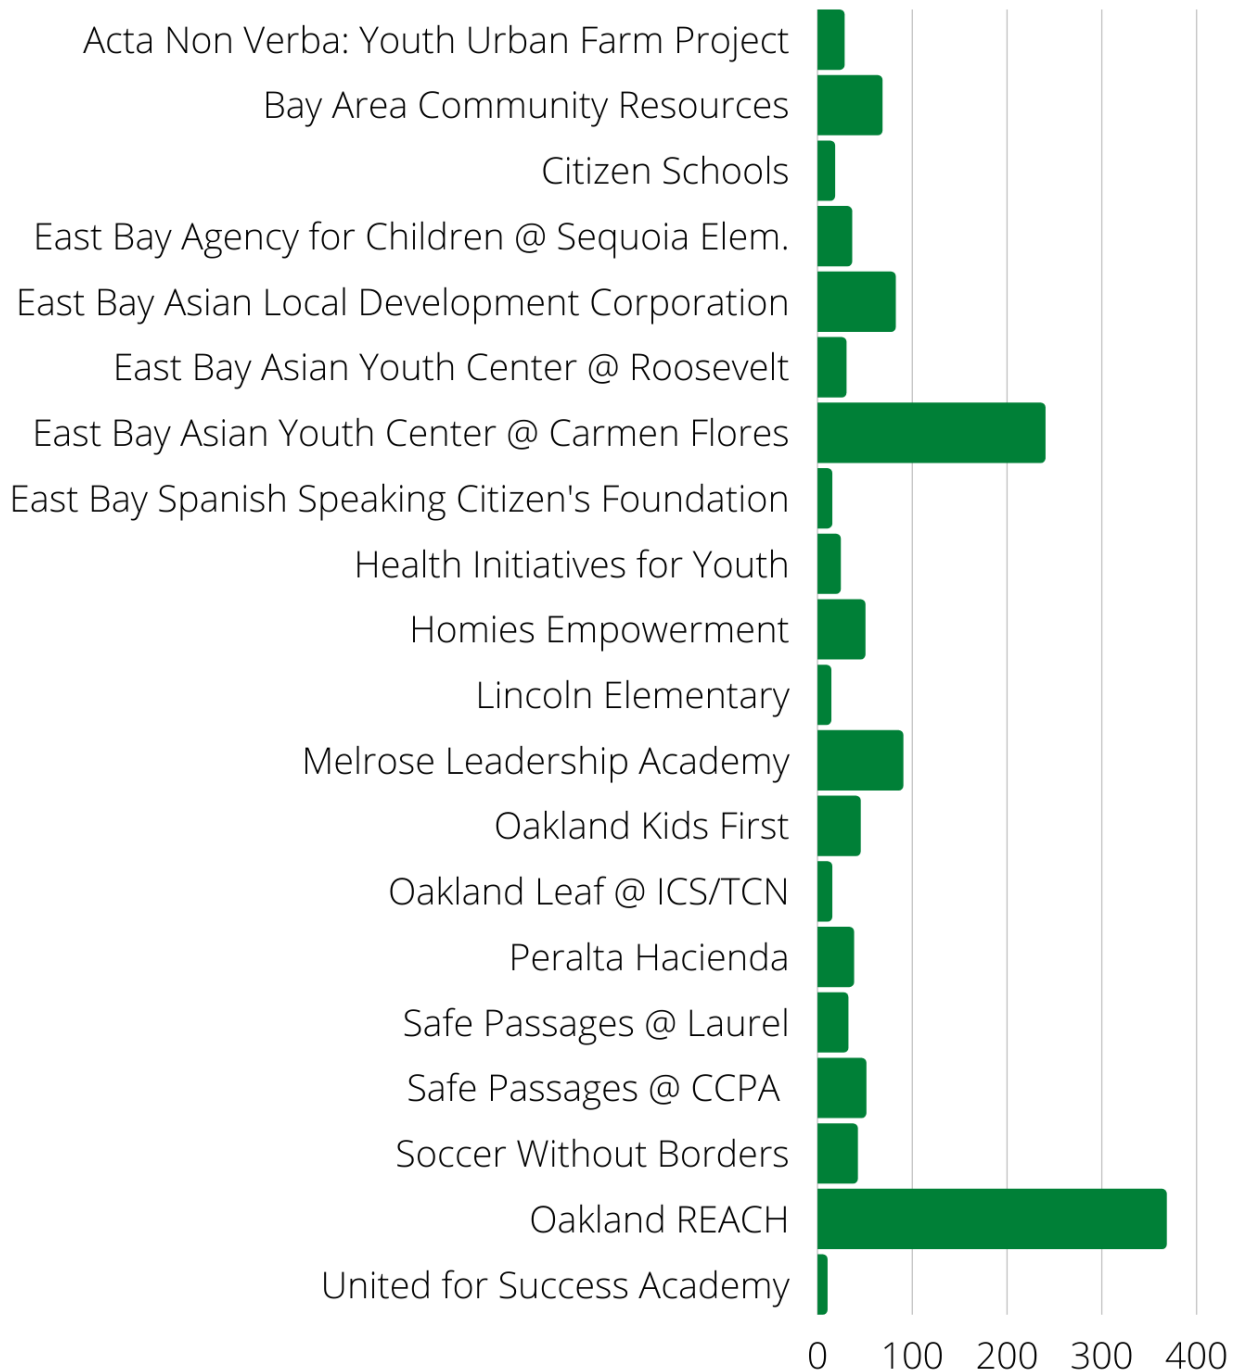 Acta Non Verba: Youth Urban Farm Project
Bay Area Community Resources
Citizen Schools
East Bay Agency for Children @ Sequoia Elem.
East Bay Asian Local Development Corporation
East Bay Asian Youth Center @ Roosevelt
East Bay Asian Youth Center @ Carmen Flores
East Bay Spanish Speaking Citizen's Foundation
Health Initiatives for Youth
Homies Empowerment
Lincoln Elementary
Melrose Leadership Academy
Oakland Kids First
Oakland Leaf @ ICS/TCN
Peralta Hacienda
Safe Passages @ Laurel
Safe Passages @ CCPA
Soccer Without Borders
Oakland REACH
United for Success Academy
0 100 200 300 400